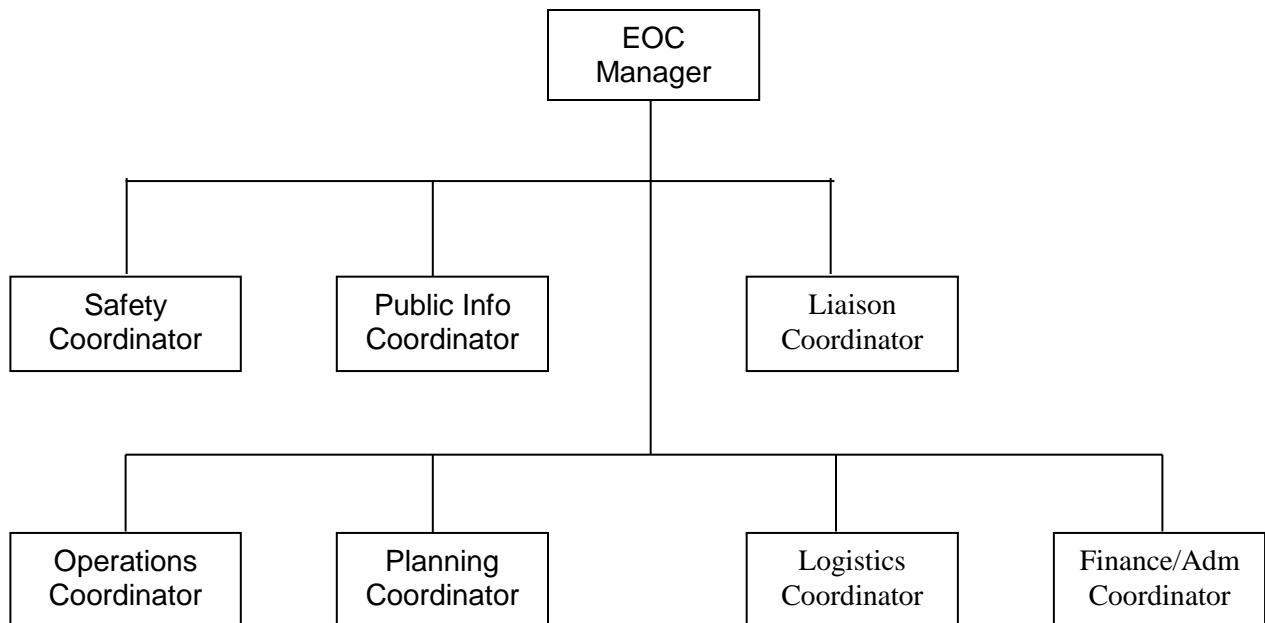 EOC
Manager
Safety
Coordinator
Public Info
Coordinator
Liaison
Coordinator
Operations
Coordinator
Planning
Coordinator
Logistics
Coordinator
Finance/Adm
Coordinator